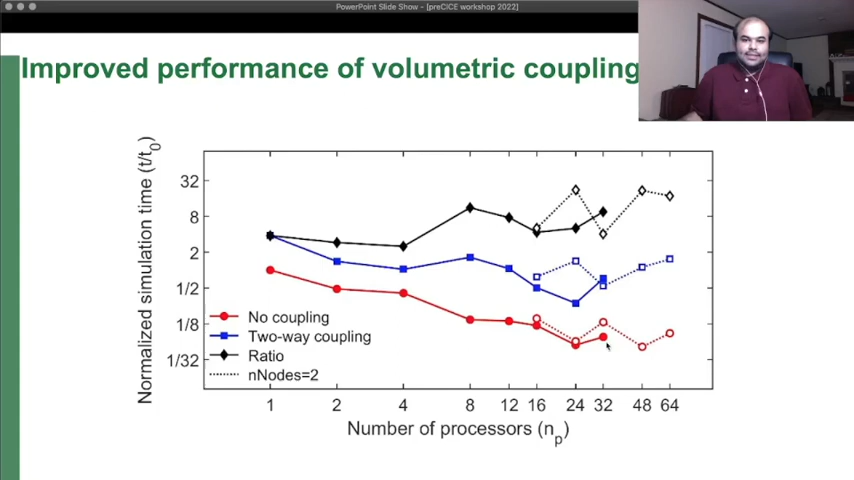 PowerPoint Slide Show - [preCICE workshop 2022]
Improved performance of volumetric coupling
Normalized simulation time (t/t0)
32
8
2
1/2
1/8
1/32
No coupling
Two-way coupling
Ratio
nNodes=2
1 2 4 8 12 16 24 32 48 64
Number of processors (np)